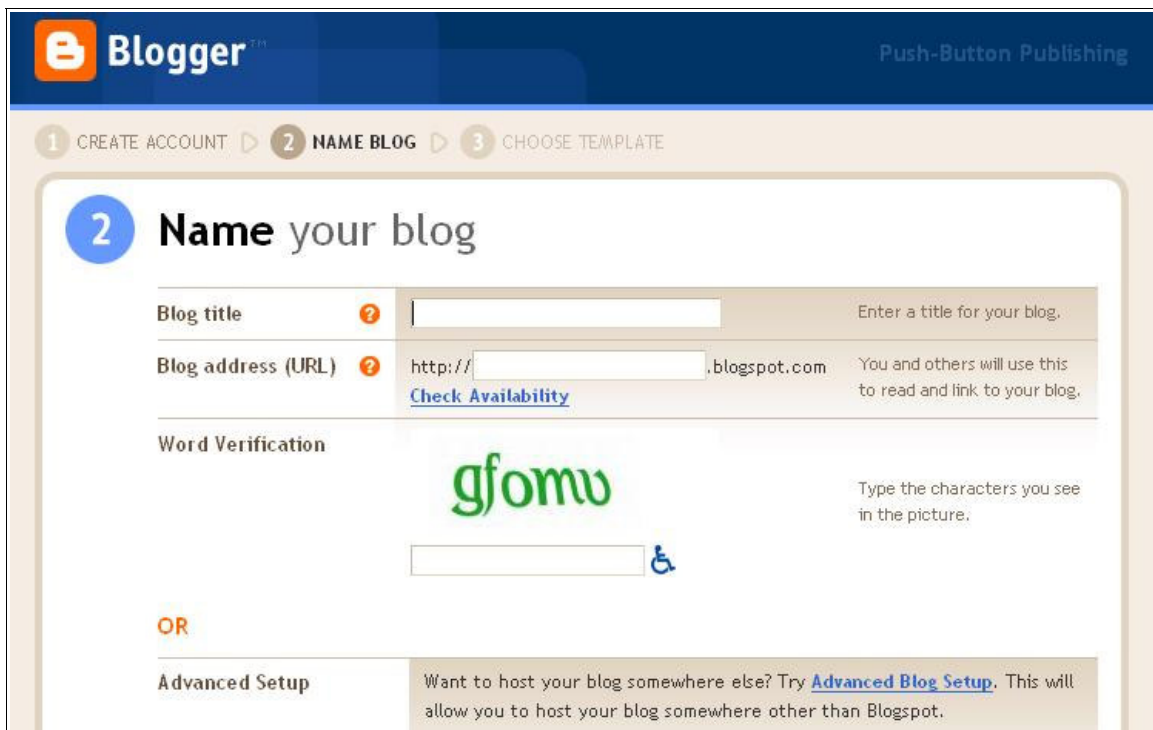 Blogger™
Push-Button Publishing
1 CREATE ACCOUNT 2 NAME BLOG 3 CHOOSE TEMPLATE
2 Name your blog
Blog title ? Enter a title for your blog.
Blog address (URL) ? http:// .blogspot.com You and others will use this
Check Availability to read and link to your blog.
Word Verification
gfomu
Type the characters you see
in the picture.
OR
Advanced Setup Want to host your blog somewhere else? Try Advanced Blog Setup. This will
allow you to host your blog somewhere other than Blogspot.